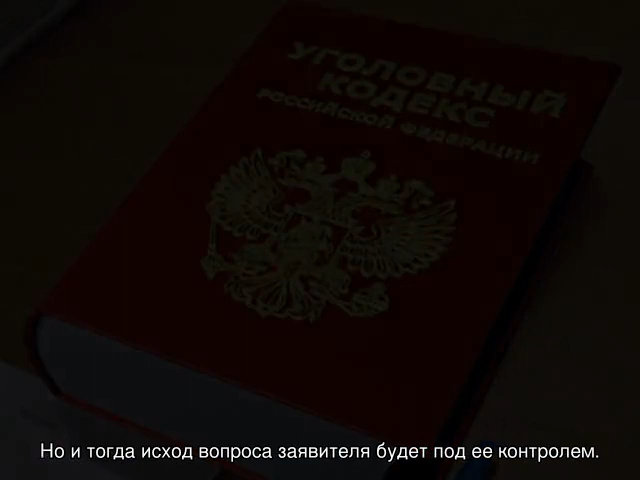 УГОЛОВНЫЙ
КОДЕКС
РОССИЙСКОЙ ФЕДЕРАЦИИ
Но и тогда исход вопроса заявителя будет под ее контролем.